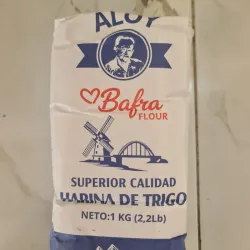 ALOY
Bafra
FLOUR
SUPERIOR CALIDAD
HARINA DE TRIGO
NETO:1 KG (2,2Lb)